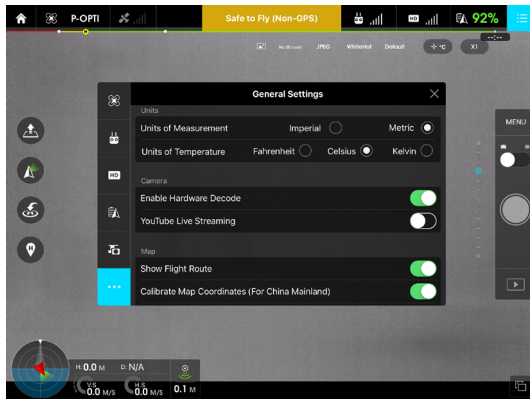 P-OPTI
Safe to Fly (Non-GPS)
HD
92%
--:--
No SD card JPEG WhiteHot Default °C X1
General Settings
Units
Units of Measurement Imperial Metric
Units of Temperature Fahrenheit Celsius Kelvin
HD
Camera
Enable Hardware Decode
YouTube Live Streaming
Map
Show Flight Route
Calibrate Map Coordinates (For China Mainland)
MENU
H
H: 0.0 M D: N/A
V.S 0.0 M/S H.S 0.0 M/S 0.1 M